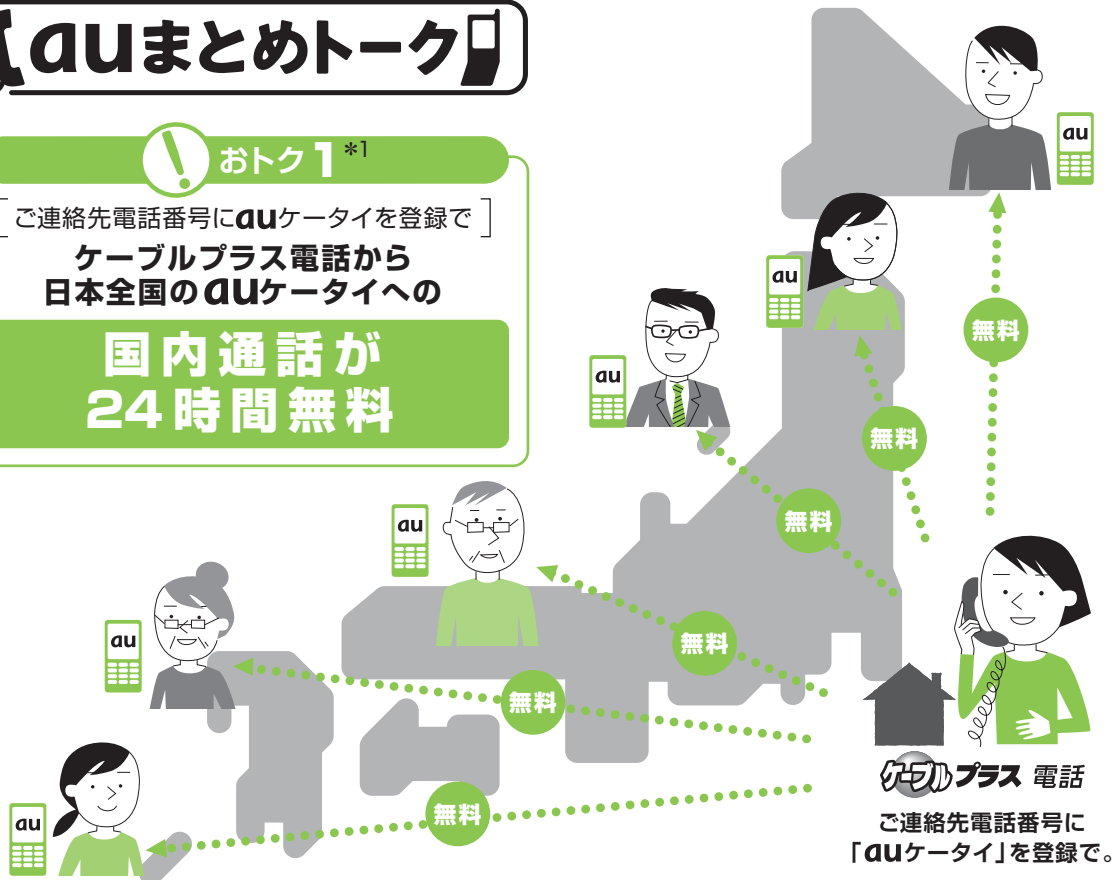 auまとめトーク
おトク1*1
ご連絡先電話番号にauケータイを登録で
ケーブルプラス電話から
日本全国のauケータイへの
国内通話が
24時間無料
au
無料
au
無料
au
無料
au
無料
au
無料
au
無料
ケーブルプラス 電話
ご連絡先電話番号に
「auケータイ」を登録で。